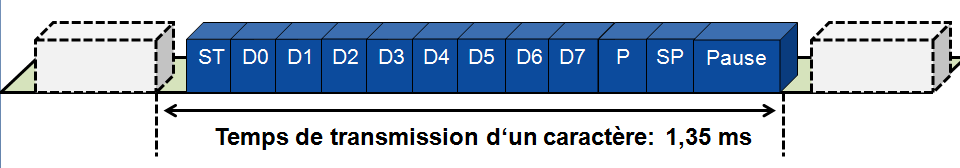 ST D0 D1 D2 D3 D4 D5 D6 D7 P SP Pause
Temps de transmission d‘un caractère: 1,35 ms